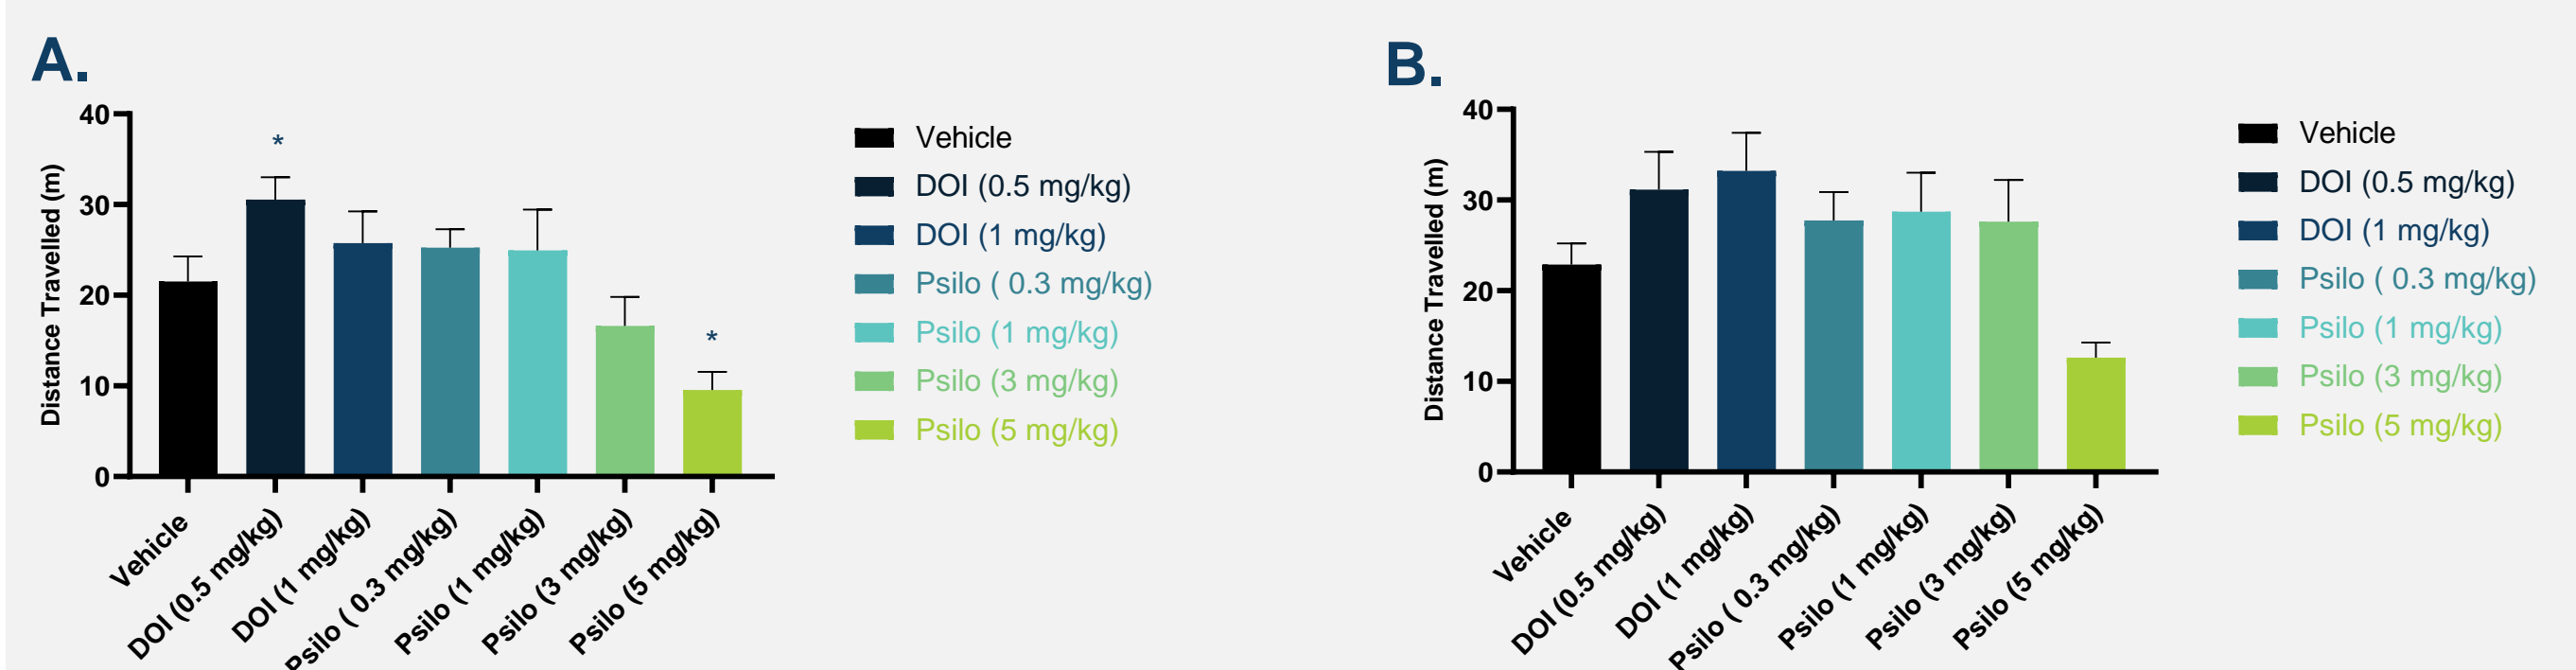 A.
40
30
20
10
0
Distance Travelled (m)
*
*
Vehicle
DOI (0.5 mg/kg)
DOI (1 mg/kg)
Psilo ( 0.3 mg/kg)
Psilo (1 mg/kg)
Psilo (3 mg/kg)
Psilo (5 mg/kg)
Vehicle
DOI (0.5 mg/kg)
DOI (1 mg/kg)
Psilo ( 0.3 mg/kg)
Psilo (1 mg/kg)
Psilo (3 mg/kg)
Psilo (5 mg/kg)
B.
40
30
20
10
0
Distance Travelled (m)
Vehicle
DOI (0.5 mg/kg)
DOI (1 mg/kg)
Psilo ( 0.3 mg/kg)
Psilo (1 mg/kg)
Psilo (3 mg/kg)
Psilo (5 mg/kg)
Vehicle
DOI (0.5 mg/kg)
DOI (1 mg/kg)
Psilo ( 0.3 mg/kg)
Psilo (1 mg/kg)
Psilo (3 mg/kg)
Psilo (5 mg/kg)